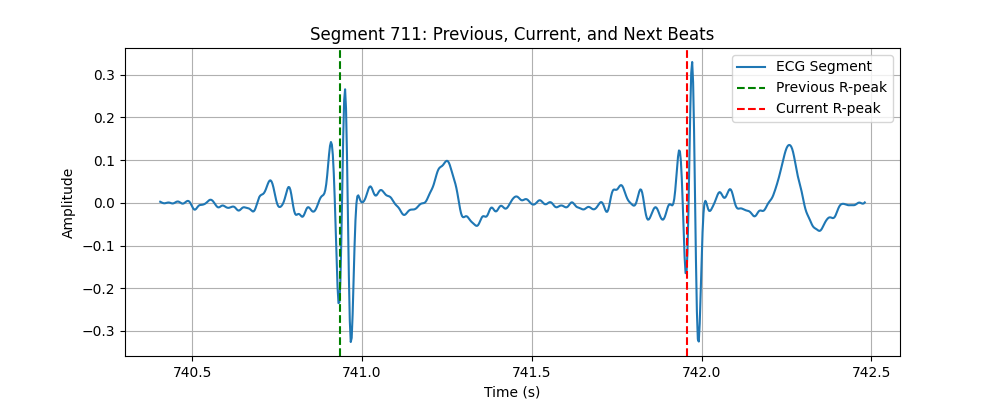 Segment 711: Previous, Current, and Next Beats
ECG Segment
Previous R-peak
Current R-peak
Amplitude
0.3
0.2
0.1
0.0
−0.1
−0.2
−0.3
740.5 741.0 741.5 742.0 742.5
Time (s)